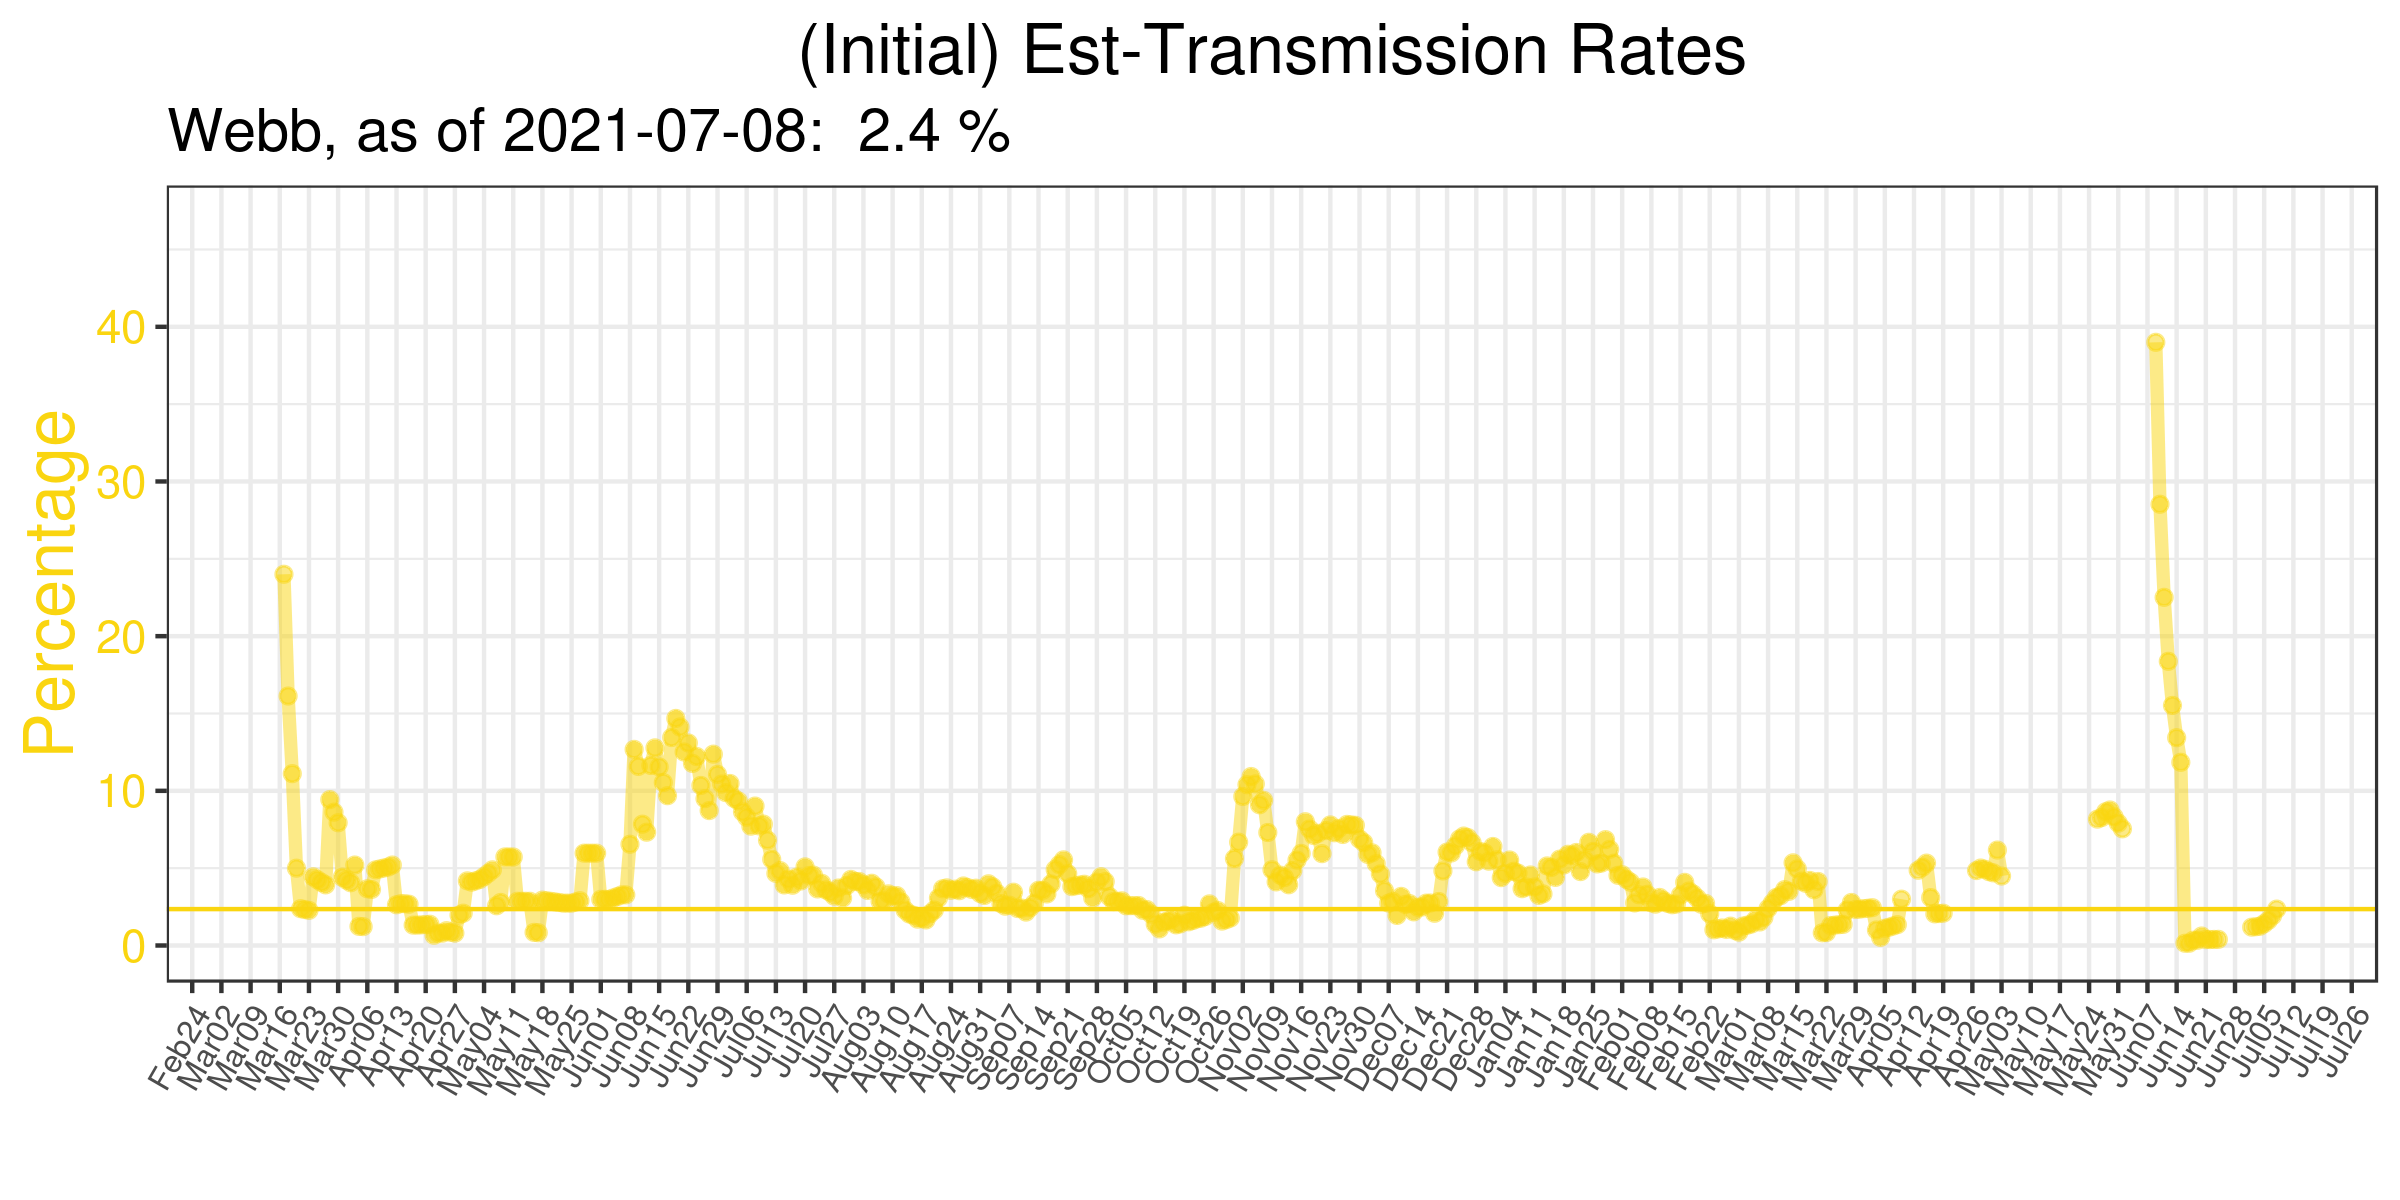 (Initial) Est-Transmission Rates
Webb, as of 2021-07-08:  2.4 %
Percentage
40
30
20
10
0
Feb24
Mar02
Mar09
Mar16
Mar23
Mar30
Apr06
Apr13
Apr20
Apr27
May04
May11
May18
May25
Jun01
Jun08
Jun15
Jun22
Jun29
Jul06
Jul13
Jul20
Jul27
Aug03
Aug10
Aug17
Aug24
Aug31
Sep07
Sep14
Sep21
Sep28
Oct05
Oct12
Oct19
Oct26
Nov02
Nov09
Nov16
Nov23
Nov30
Dec07
Dec14
Dec21
Dec28
Jan04
Jan11
Jan18
Jan25
Feb01
Feb08
Feb15
Feb22
Mar01
Mar08
Mar15
Mar22
Mar29
Apr05
Apr12
Apr19
Apr26
May03
May10
May17
May24
May31
Jun07
Jun14
Jun21
Jun28
Jul05
Jul12
Jul19
Jul26